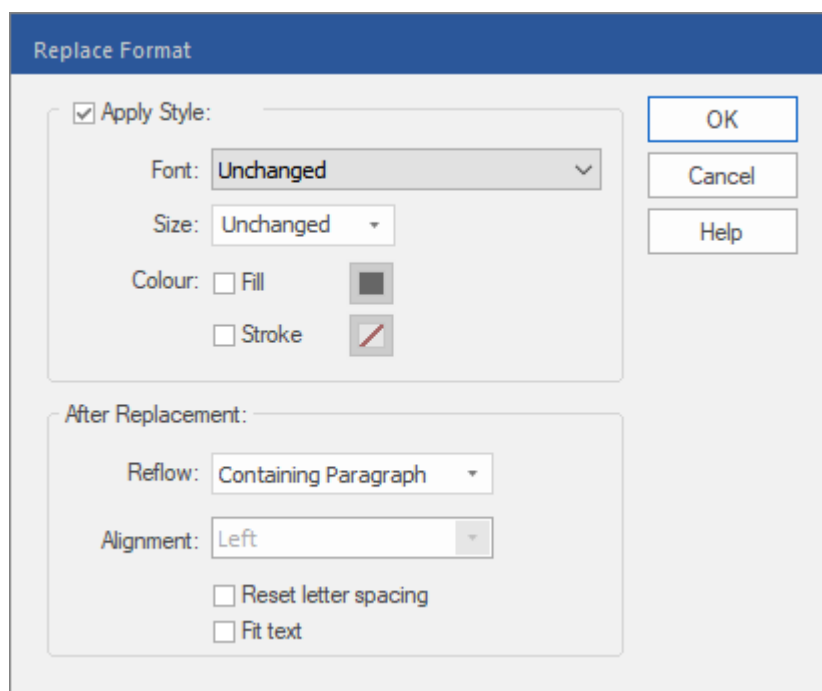 Replace Format
Apply Style:
OK
Font: Unchanged
Cancel
Size: Unchanged
Help
Colour: Fill
Stroke
After Replacement:
Reflow: Containing Paragraph
Alignment: Left
Reset letter spacing
Fit text